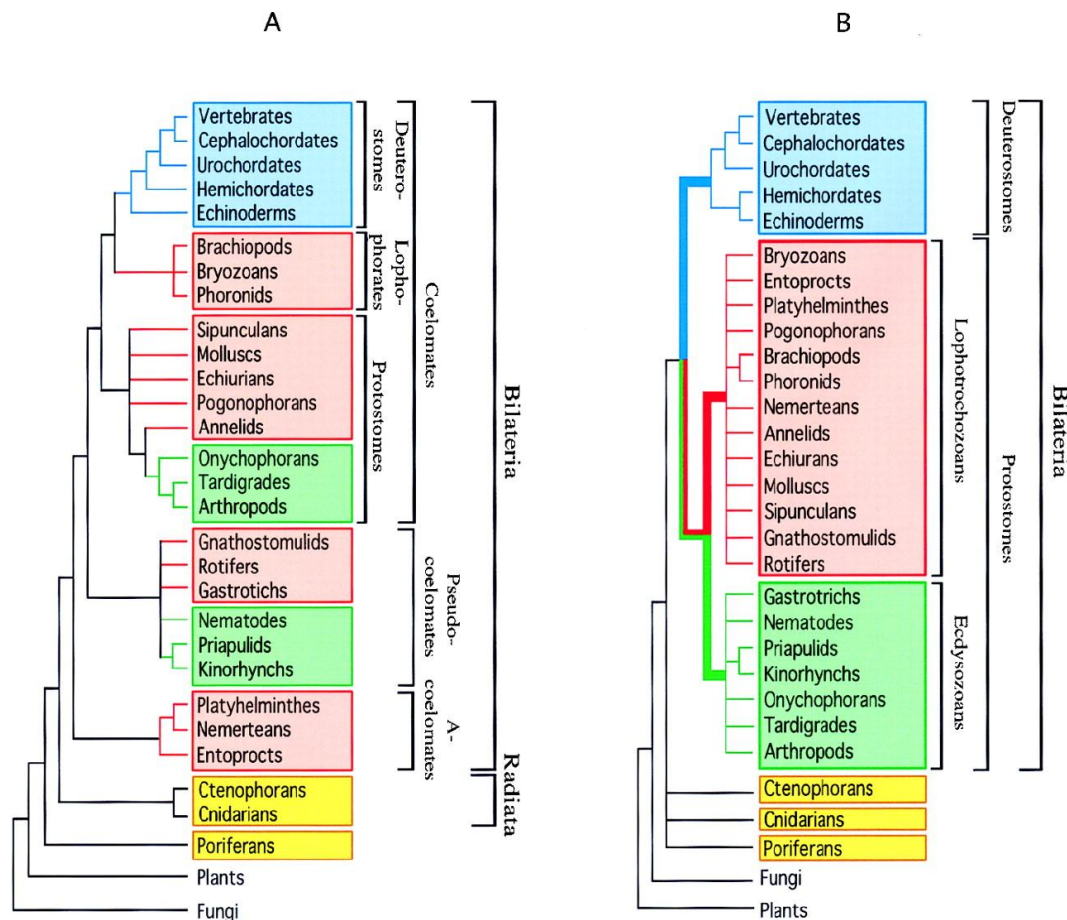 A
Vertebrates
Cephalochordates
Urochordates
Hemichordates
Echinoderms
Brachiopods
Bryozoans
Phoronids
Sipunculans
Molluscs
Echiurians
Pogonophorans
Annelids
Onychophorans
Tardigrades
Arthropods
Gnathostomulids
Rotifers
Gastrotichs
Nematodes
Priapulids
Kinorhynchs
Platyhelminthes
Nemerteans
Entoprocts
Ctenophorans
Cnidarians
Poriferans
Plants
Fungi
Deutero-
stomes
Lopho-
phorates
Protostomes
Coelomates
Pseudo-
coelomates
A-
coelomates
Bilateria
Radiata
B
Vertebrates
Cephalochordates
Urochordates
Hemichordates
Echinoderms
Bryozoans
Entoprocts
Platyhelminthes
Pogonophorans
Brachiopods
Phoronids
Nemerteans
Annelids
Echiurans
Molluscs
Sipunculans
Gnathostomulids
Rotifers
Gastrotrichs
Nematodes
Priapulids
Kinorhynchs
Onychophorans
Tardigrades
Arthropods
Ctenophorans
Cnidarians
Poriferans
Fungi
Plants
Deuterostomes
Lophotrochozoans
Ecdysozoans
Protostomes
Bilateria